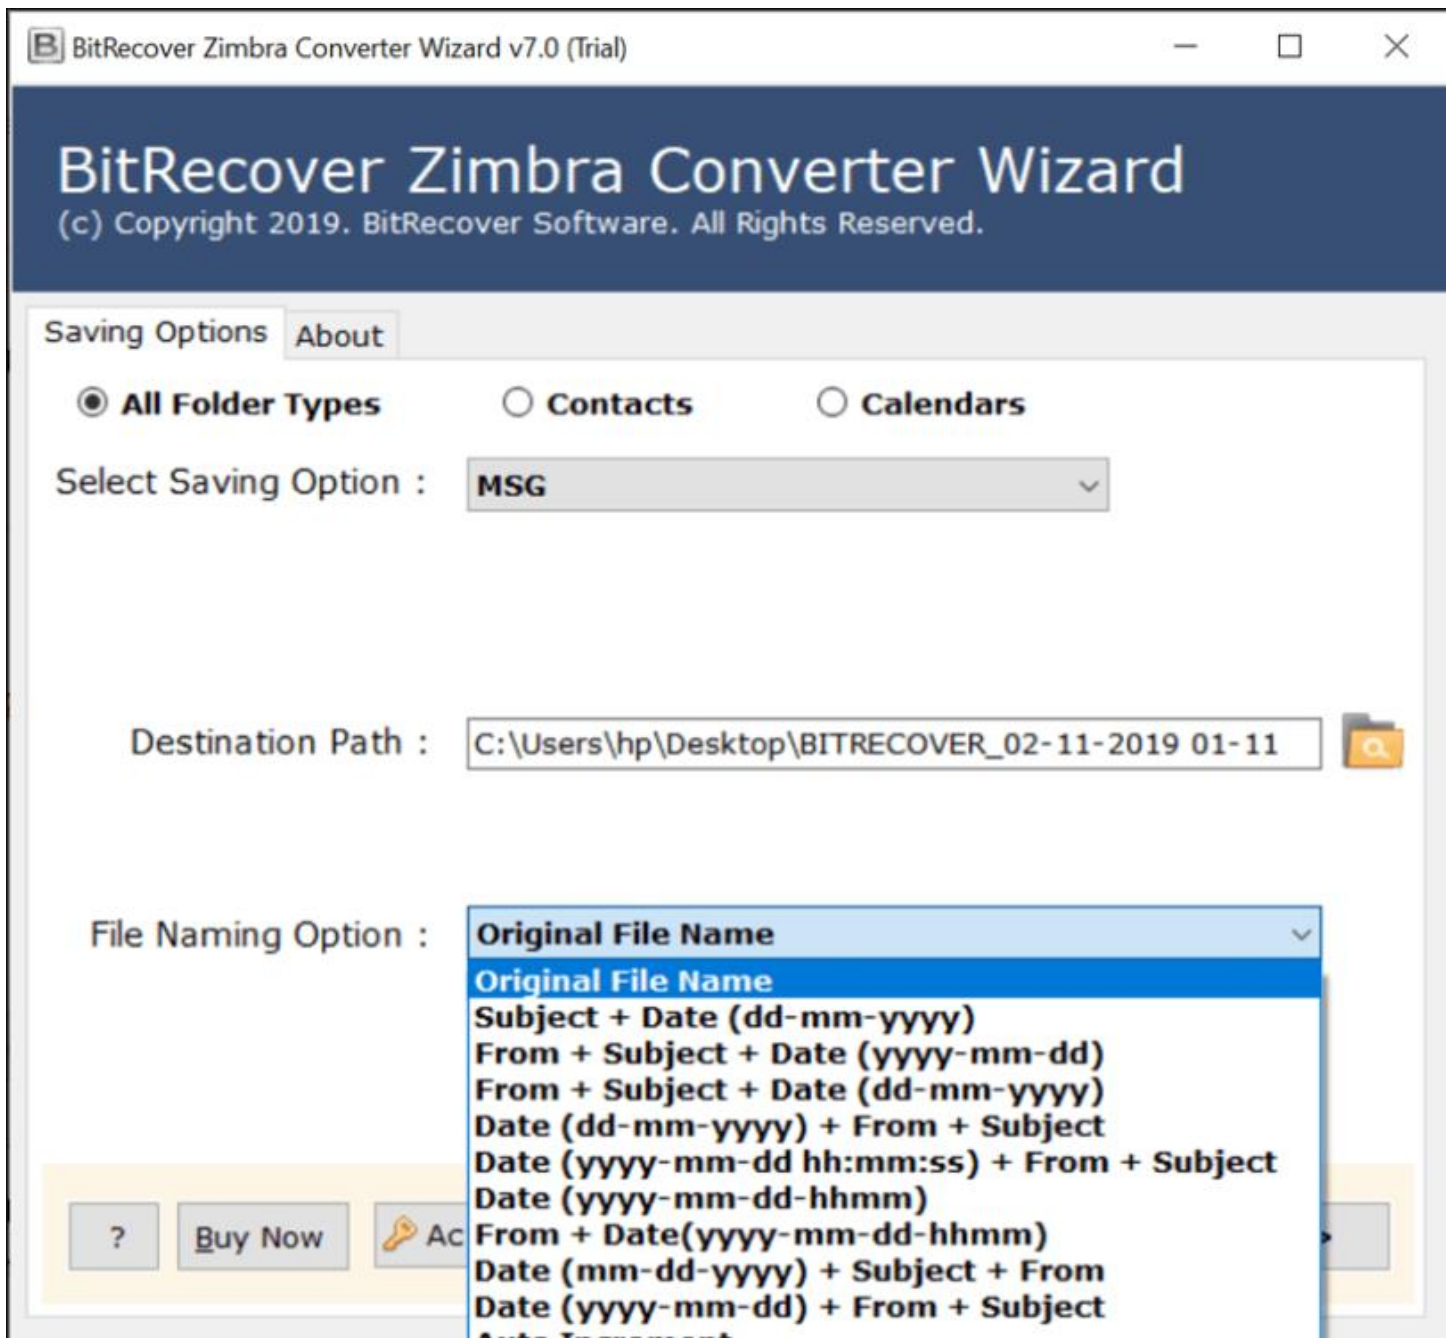 BitRecover Zimbra Converter Wizard v7.0 (Trial)
BitRecover Zimbra Converter Wizard
(c) Copyright 2019. BitRecover Software. All Rights Reserved.
Saving Options About
All Folder Types Contacts Calendars
Select Saving Option : MSG
Destination Path : C:\Users\hp\Desktop\BITRECOVER_02-11-2019 01-11
File Naming Option : Original File Name
Original File Name
Subject + Date (dd-mm-yyyy)
From + Subject + Date (yyyy-mm-dd)
From + Subject + Date (dd-mm-yyyy)
Date (dd-mm-yyyy) + From + Subject
Date (yyyy-mm-dd hh:mm:ss) + From + Subject
Date (yyyy-mm-dd-hhmm)
From + Date(yyyy-mm-dd-hhmm)
Date (mm-dd-yyyy) + Subject + From
Date (yyyy-mm-dd) + From + Subject
Auto Increment
? Buy Now Ac